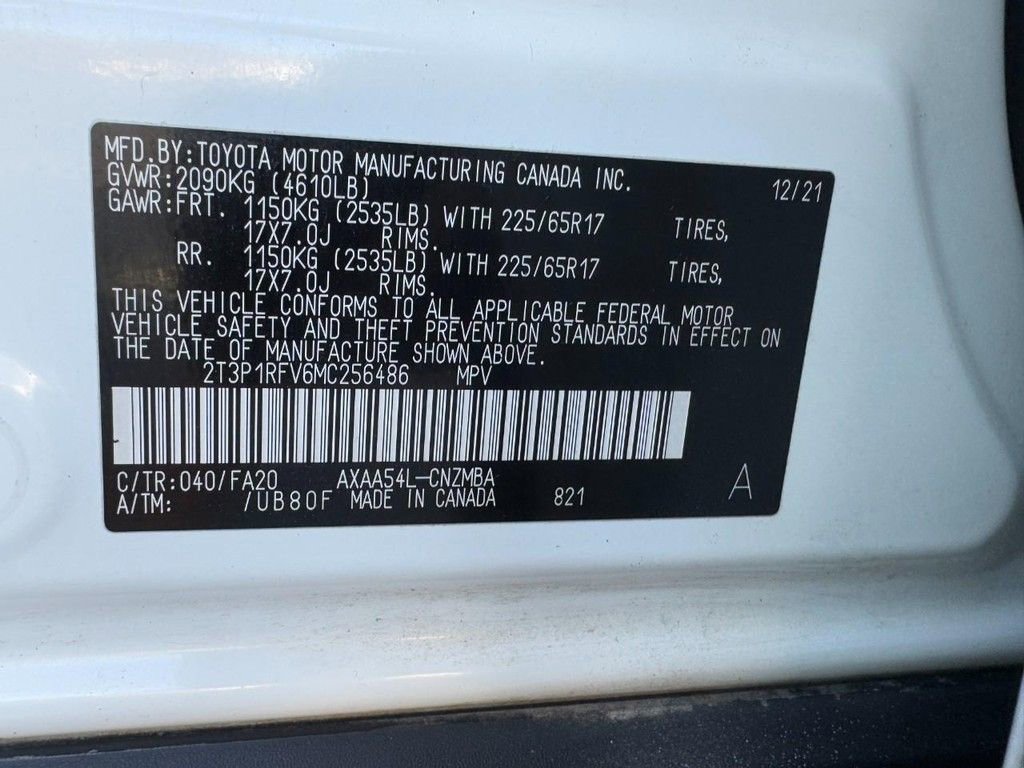 MFD.BY:TOYOTA MOTOR MANUFACTURING CANADA INC. 12/21
GVWR:2090KG (4610LB)
GAWR:FRT. 1150KG (2535LB) WITH 225/65R17 TIRES,
17X7.0J RIMS.
RR. 1150KG (2535LB) WITH 225/65R17 TIRES,
17X7.0J RIMS.
THIS VEHICLE CONFORMS TO ALL APPLICABLE FEDERAL MOTOR
VEHICLE SAFETY AND THEFT PREVENTION STANDARDS IN EFFECT ON
THE DATE OF MANUFACTURE SHOWN ABOVE.
2T3P1RFV6MC256486 MPV
C/TR:040/FA20 AXAA54L-CNZMBA
A/TM: /UB80F MADE IN CANADA 821 A